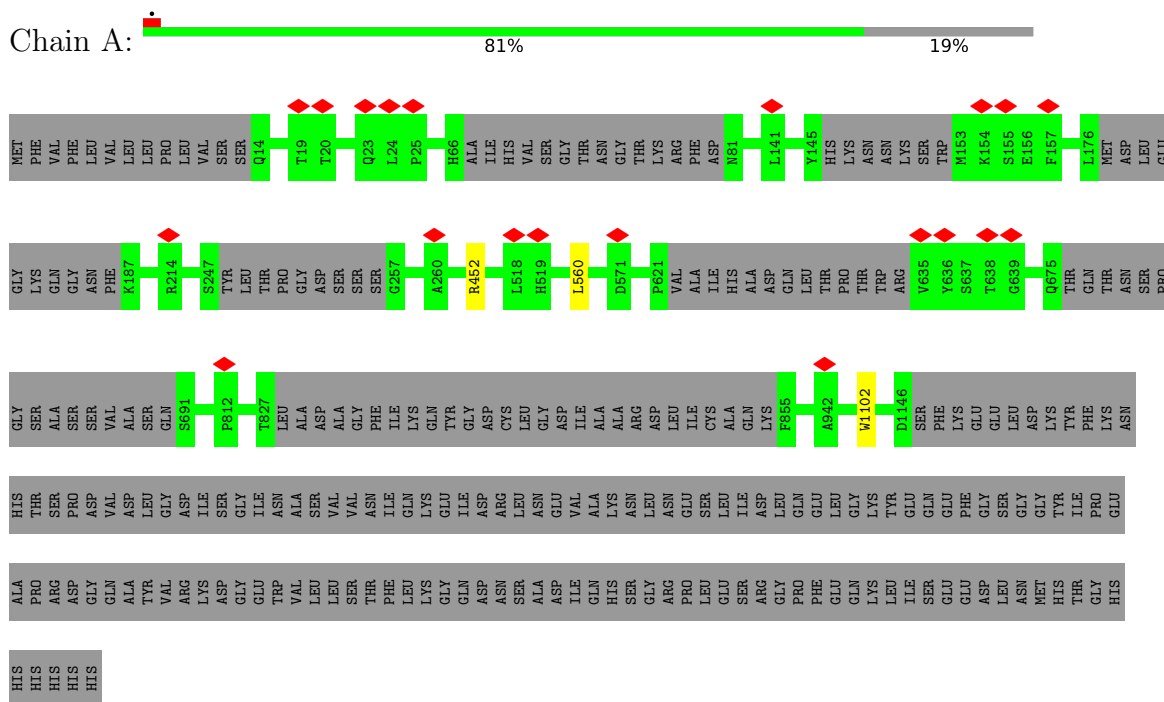 Chain A:
81% 19%
MET PHE VAL PHE LEU VAL LEU LEU PRO LEU VAL SER SER Q14 T19 T20 Q23 L24 P25 H66 ALA ILE HIS VAL SER GLY THR ASN GLY THR LYS ARG PHE ASP N81 L141 Y145 HIS LYS ASN ASN LYS SER TRP M153 K154 S155 E156 F157 L176 MET ASP LEU GLU
GLY LYS GLN GLY ASN PHE K187 R214 S247 TYR LEU THR PRO GLY ASP SER SER SER G257 A260 R452 L518 H519 L560 D571 P621 VAL ALA ILE HIS ALA ASP GLN LEU THR PRO THR TRP ARG V635 Y636 S637 T638 G639 Q675 THR GLN THR ASN SER PRO
GLY SER ALA SER SER VAL ALA SER GLN S691 P812 T827 LEU ALA ASP ALA GLY PHE ILE LYS GLN TYR GLY ASP CYS LEU GLY ASP ILE ALA ALA ARG ASP LEU ILE CYS ALA GLN LYS F855 A942 W1102 D1146 SER PHE LYS GLU GLU LEU ASP LYS TYR PHE LYS ASN
HIS THR SER PRO ASP VAL ASP LEU GLY ASP ILE SER GLY ILE ASN ALA SER VAL VAL ASN ILE GLN LYS GLU ILE ASP ARG LEU ASN GLU VAL ALA LYS ASN LEU ASN GLU SER LEU ILE ASP LEU GLN GLU LEU GLY LYS TYR GLU GLN GLU PHE GLY SER GLY GLY TYR ILE PRO GLU
ALA PRO ARG ASP GLY GLN ALA TYR VAL ARG LYS ASP GLY GLU TRP VAL LEU LEU SER THR PHE LEU LYS GLY GLN ASP ASN SER ALA ASP ILE GLN HIS SER GLY ARG PRO LEU GLU SER ARG GLY PRO PHE GLU GLN LYS LEU ILE SER GLU GLU ASP LEU ASN MET HIS THR GLY HIS
HIS HIS HIS HIS HIS